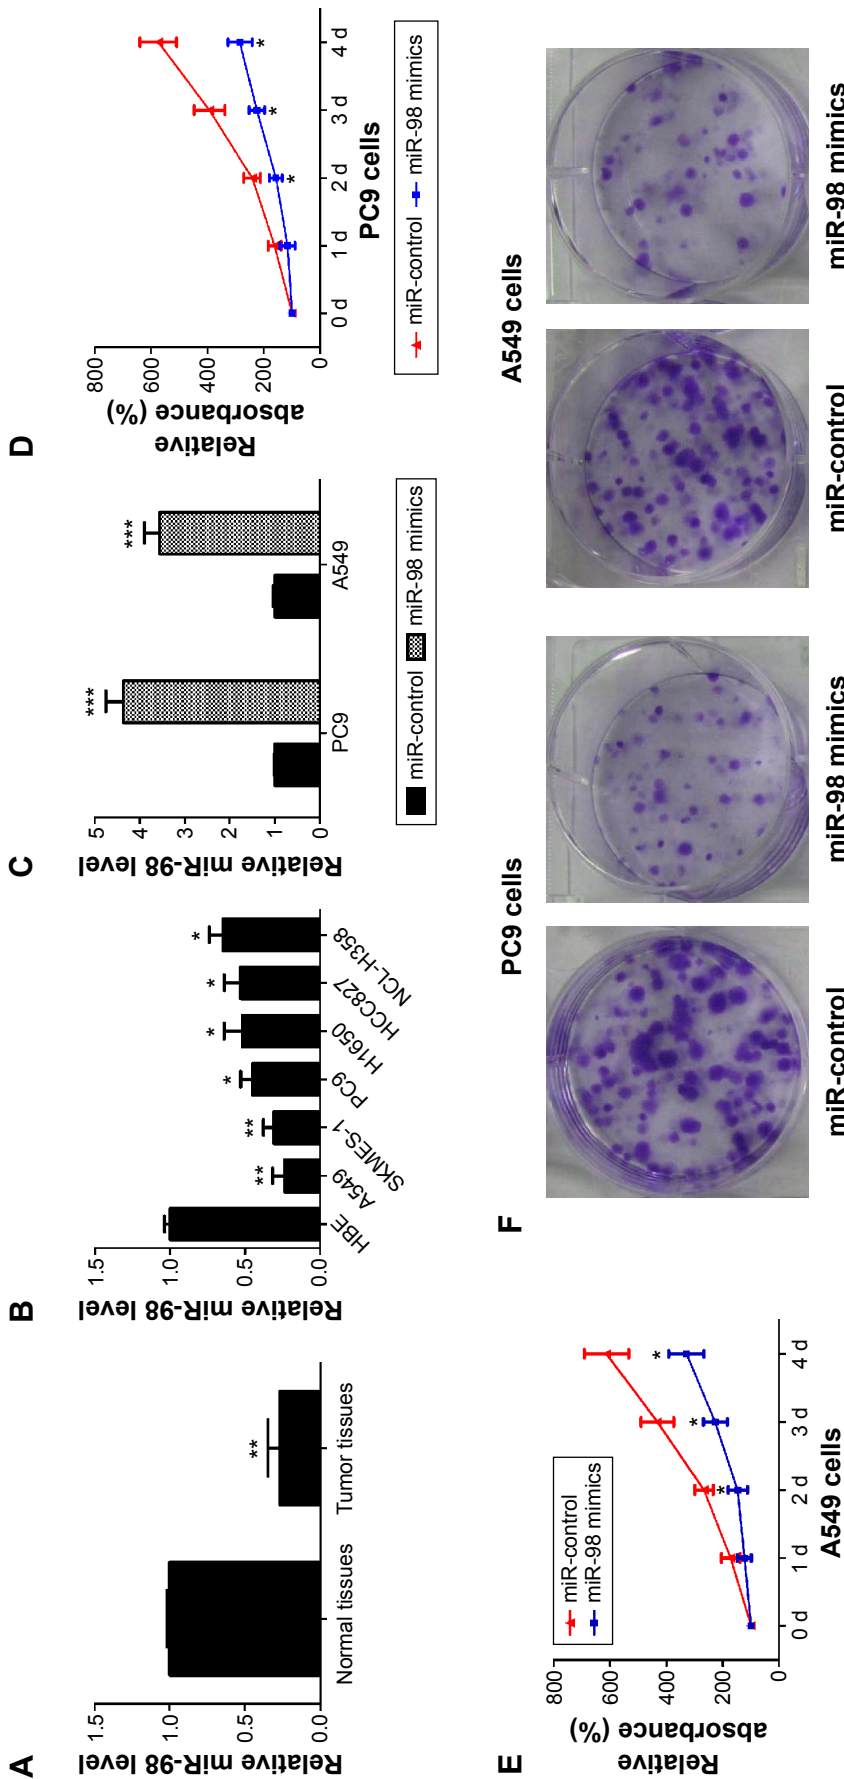 A
Relative miR-98 level
1.5
1.0
0.5
0.0
Normal tissues
Tumor tissues
**
B
Relative miR-98 level
1.5
1.0
0.5
0.0
HBE
A549
SKMES-1
PC9
H1650
HCC827
NCL-H358
**
**
*
*
*
*
C
Relative miR-98 level
5
4
3
2
1
0
PC9
A549
***
***
miR-control
miR-98 mimics
D
Relative
absorbance (%)
800
600
400
200
0
0 d
1 d
2 d
3 d
4 d
*
*
*
PC9 cells
miR-control
miR-98 mimics
E
Relative
absorbance (%)
800
600
400
200
0
miR-control
miR-98 mimics
*
*
*
0 d
1 d
2 d
3 d
4 d
A549 cells
F
PC9 cells
A549 cells
miR-control
miR-98 mimics
miR-control
miR-98 mimics